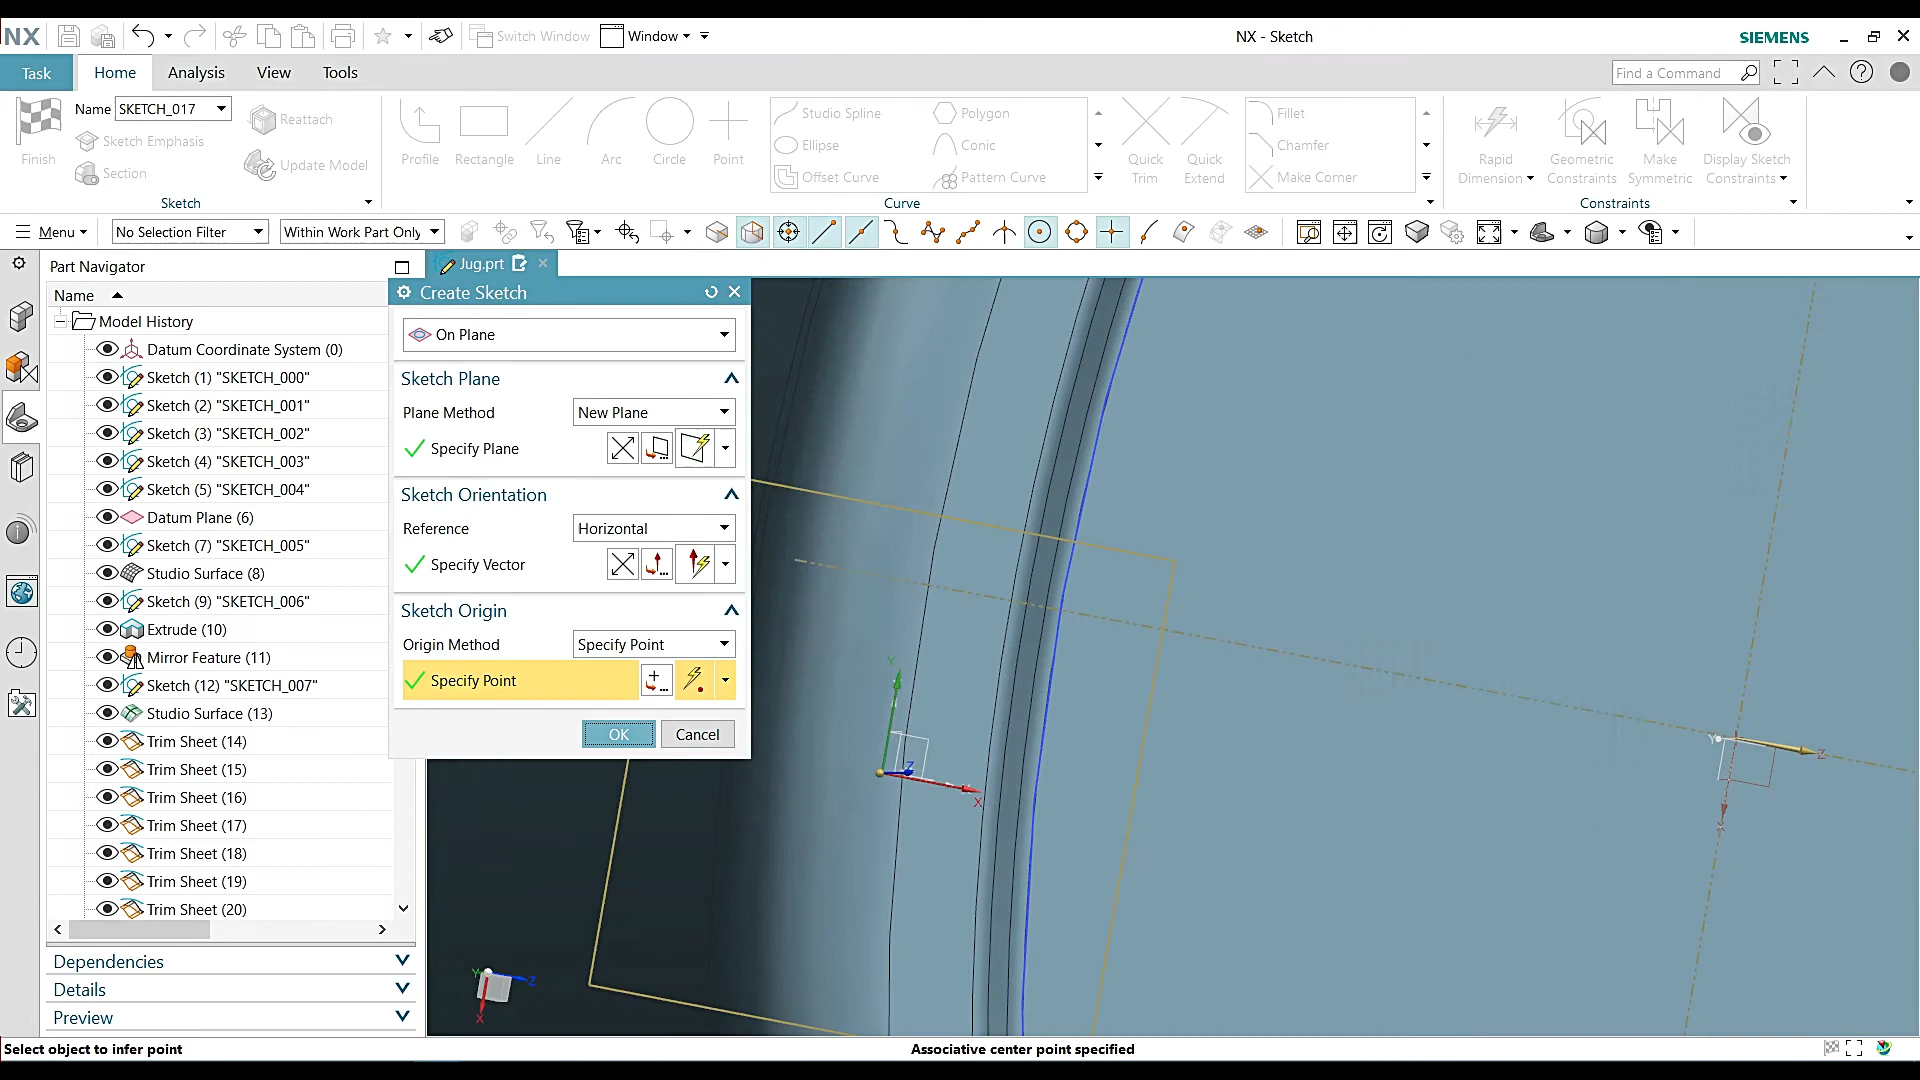 NX
Switch Window
Window
NX - Sketch
SIEMENS
Task
Home
Analysis
View
Tools
Find a Command
Finish
Name SKETCH_017
Sketch Emphasis
Section
Reattach
Update Model
Sketch
Profile
Rectangle
Line
Arc
Circle
Point
Studio Spline
Polygon
Ellipse
Conic
Offset Curve
Pattern Curve
Curve
Quick Trim
Quick Extend
Fillet
Chamfer
Make Corner
Rapid Dimension
Geometric Constraints
Make Symmetric
Display Sketch Constraints
Constraints
Menu
No Selection Filter
Within Work Part Only
Part Navigator
Name
Model History
Datum Coordinate System (0)
Sketch (1) "SKETCH_000"
Sketch (2) "SKETCH_001"
Sketch (3) "SKETCH_002"
Sketch (4) "SKETCH_003"
Sketch (5) "SKETCH_004"
Datum Plane (6)
Sketch (7) "SKETCH_005"
Studio Surface (8)
Sketch (9) "SKETCH_006"
Extrude (10)
Mirror Feature (11)
Sketch (12) "SKETCH_007"
Studio Surface (13)
Trim Sheet (14)
Trim Sheet (15)
Trim Sheet (16)
Trim Sheet (17)
Trim Sheet (18)
Trim Sheet (19)
Trim Sheet (20)
Dependencies
Details
Preview
Jug.prt
Create Sketch
On Plane
Sketch Plane
Plane Method New Plane
Specify Plane
Sketch Orientation
Reference Horizontal
Specify Vector
Sketch Origin
Origin Method Specify Point
Specify Point
OK
Cancel
Y
Z
X
Y
Z
X
Y
Z
X
Select object to infer point
Associative center point specified